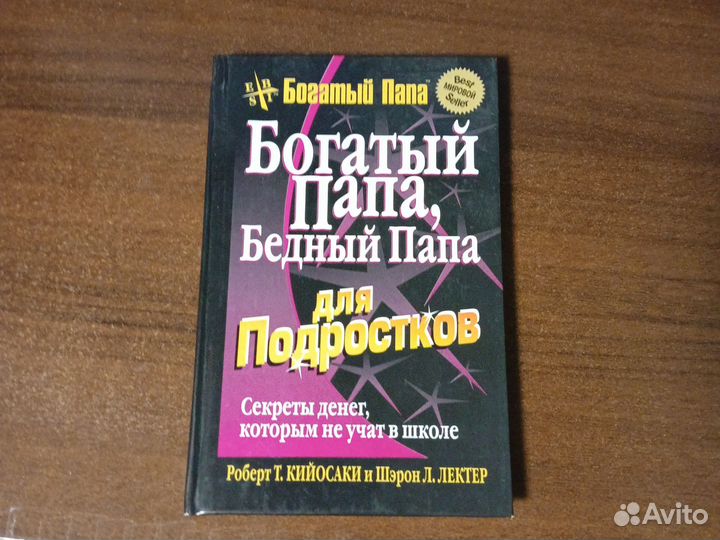 E B S T
Богатый Папа™
Best
МИРОВОЙ
Seller
Богатый
Папа,
Бедный Папа
для
Подростков
Секреты денег,
которым не учат в школе
Роберт Т. КИЙОСАКИ и Шэрон Л. ЛЕКТЕР
Avito